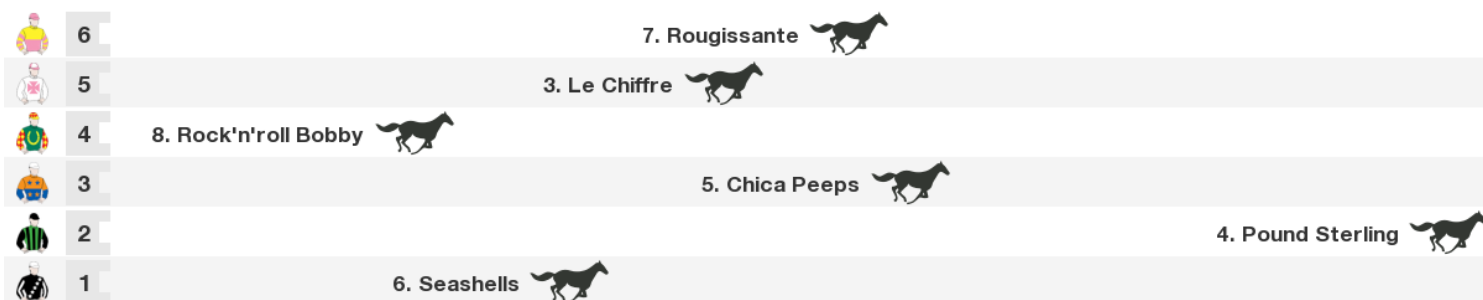 6 7. Rougissante
5 3. Le Chiffre
4 8. Rock'n'roll Bobby
3 5. Chica Peeps
2 4. Pound Sterling
1 6. Seashells